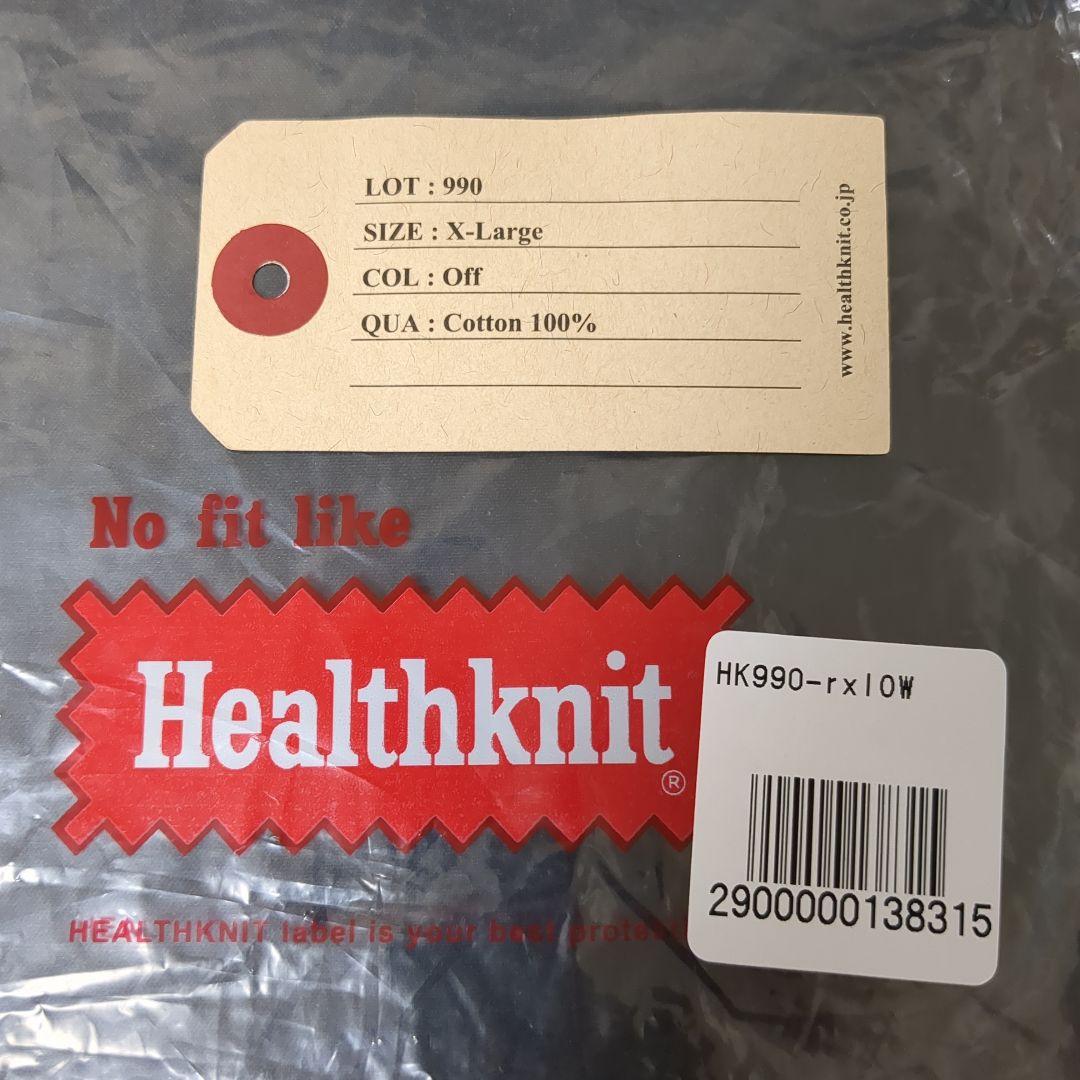 LOT : 990
SIZE : X-Large
COL : Off
QUA : Cotton 100%
www.healthknit.co.jp
No fit like
Healthknit
®
HEALTHKNIT label is your best
HK990-rxl0W
2900000138315